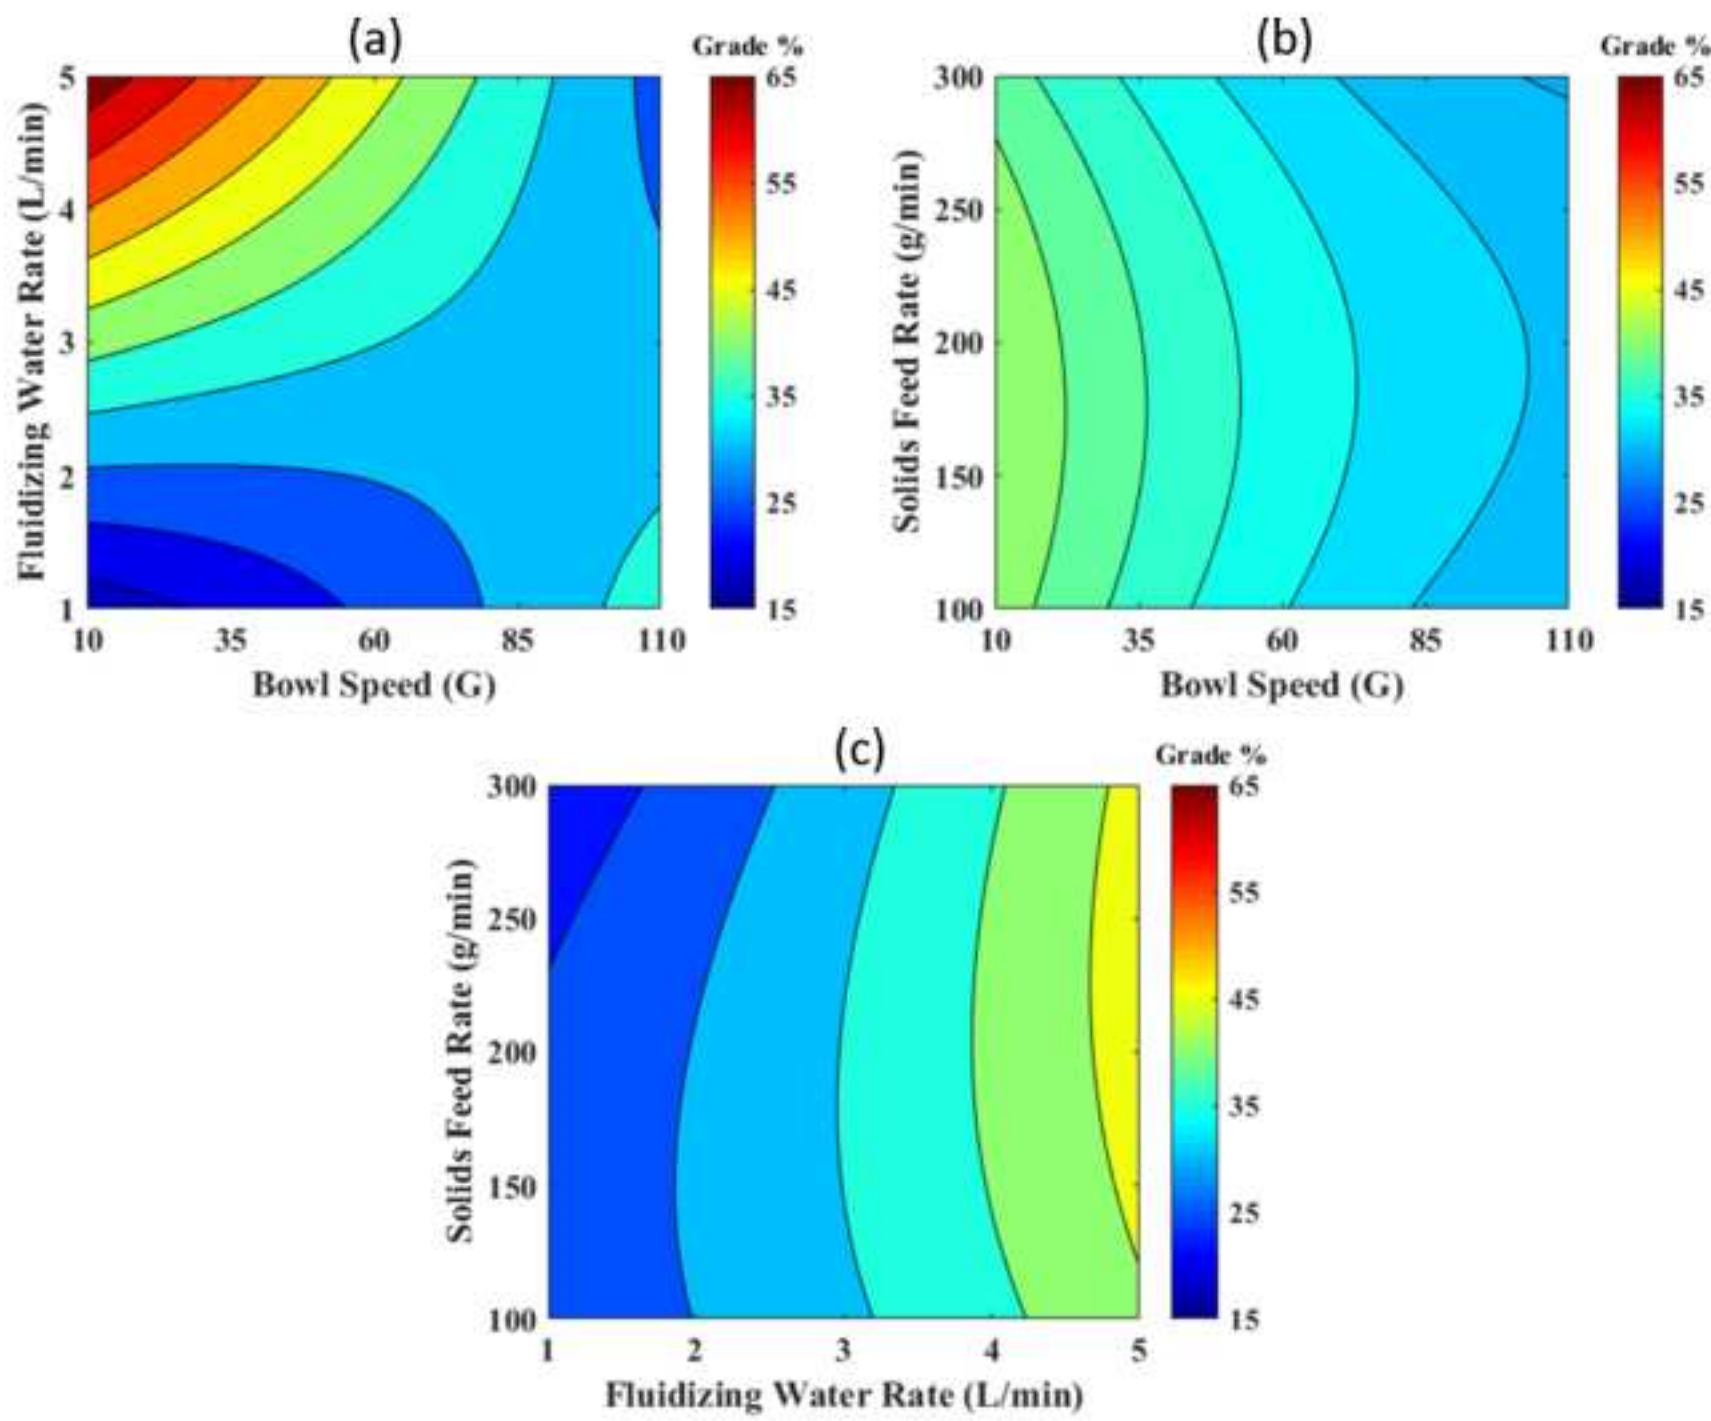 (a)
Grade %
5
4
3
2
1
Fluidizing Water Rate (L/min)
10 35 60 85 110
Bowl Speed (G)
65
55
45
35
25
15
(b)
Grade %
300
250
200
150
100
Solids Feed Rate (g/min)
10 35 60 85 110
Bowl Speed (G)
65
55
45
35
25
15
(c)
Grade %
300
250
200
150
100
Solids Feed Rate (g/min)
1 2 3 4 5
Fluidizing Water Rate (L/min)
65
55
45
35
25
15